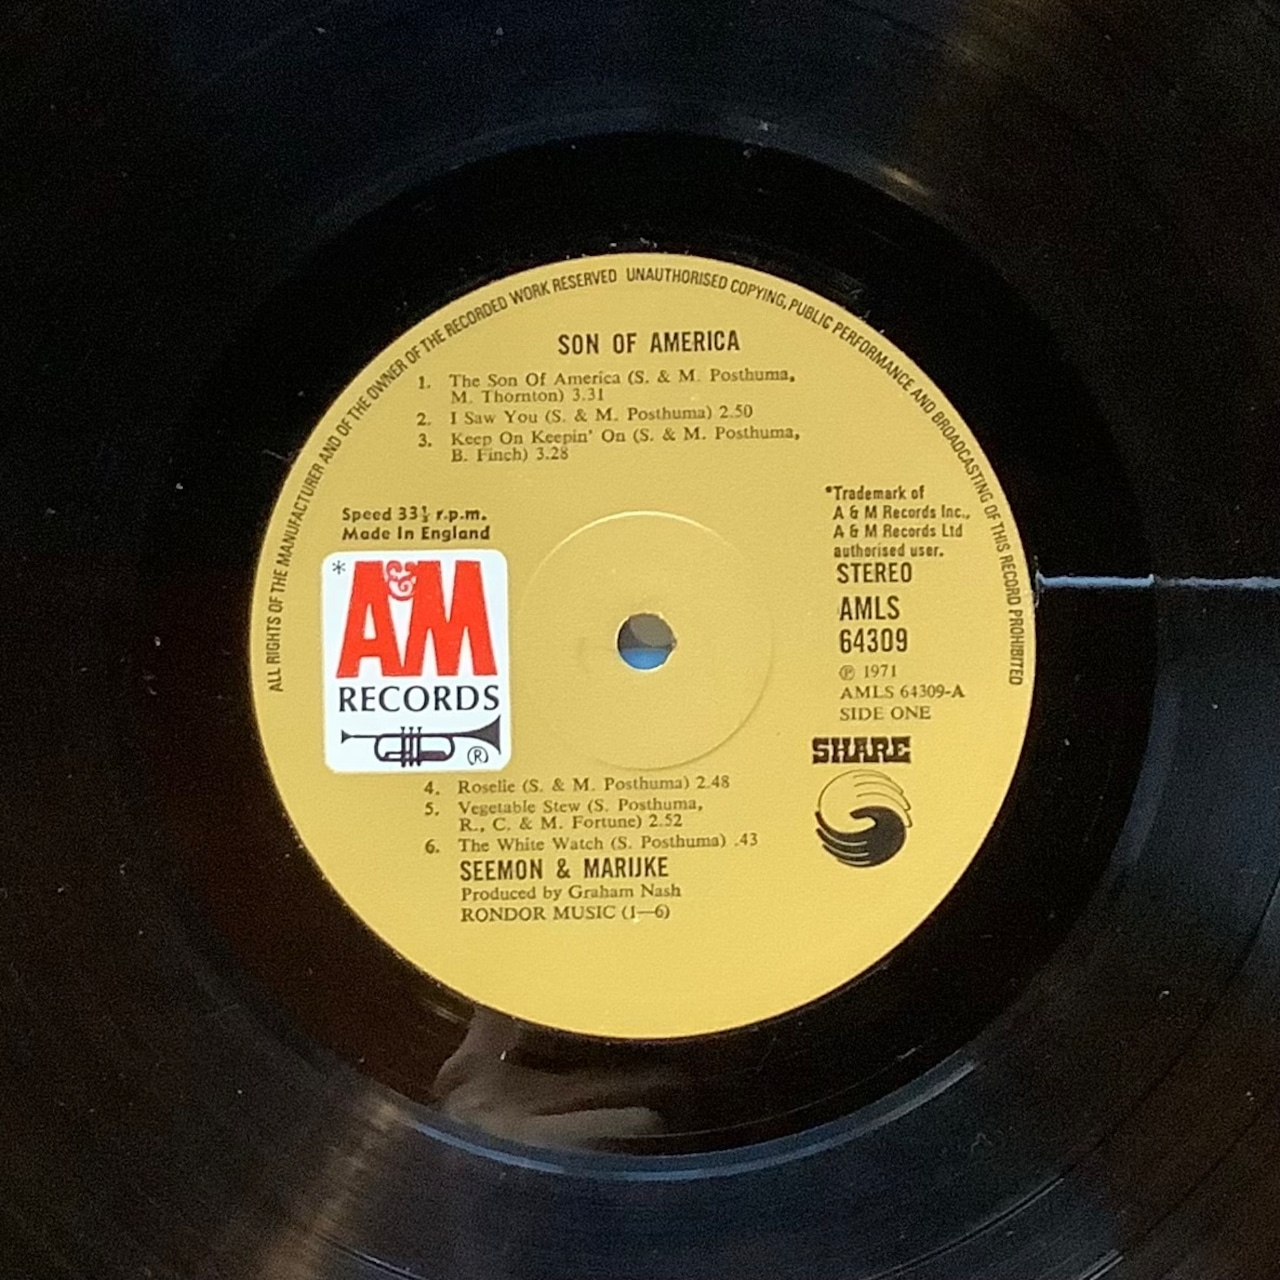 ALL RIGHTS OF THE MANUFACTURER AND OF THE OWNER OF THE RECORDED WORK RESERVED UNAUTHORISED COPYING, PUBLIC PERFORMANCE AND BROADCASTING OF THIS RECORD PROHIBITED
SON OF AMERICA
1. The Son Of America (S. & M. Posthuma,
M. Thornton) 3.31
2. I Saw You (S. & M. Posthuma) 2.50
3. Keep On Keepin' On (S. & M. Posthuma,
B. Finch) 3.28
Speed 33⅓ r.p.m.
Made In England
*A&M
RECORDS
®
*Trademark of
A & M Records Inc.,
A & M Records Ltd
authorised user.
STEREO
AMLS
64309
℗ 1971
AMLS 64309-A
SIDE ONE
SHARE
4. Roselle (S. & M. Posthuma) 2.48
5. Vegetable Stew (S. Posthuma,
R., C. & M. Fortune) 2.52
6. The White Watch (S. Posthuma) .43
SEEMON & MARIJKE
Produced by Graham Nash
RONDOR MUSIC (1—6)